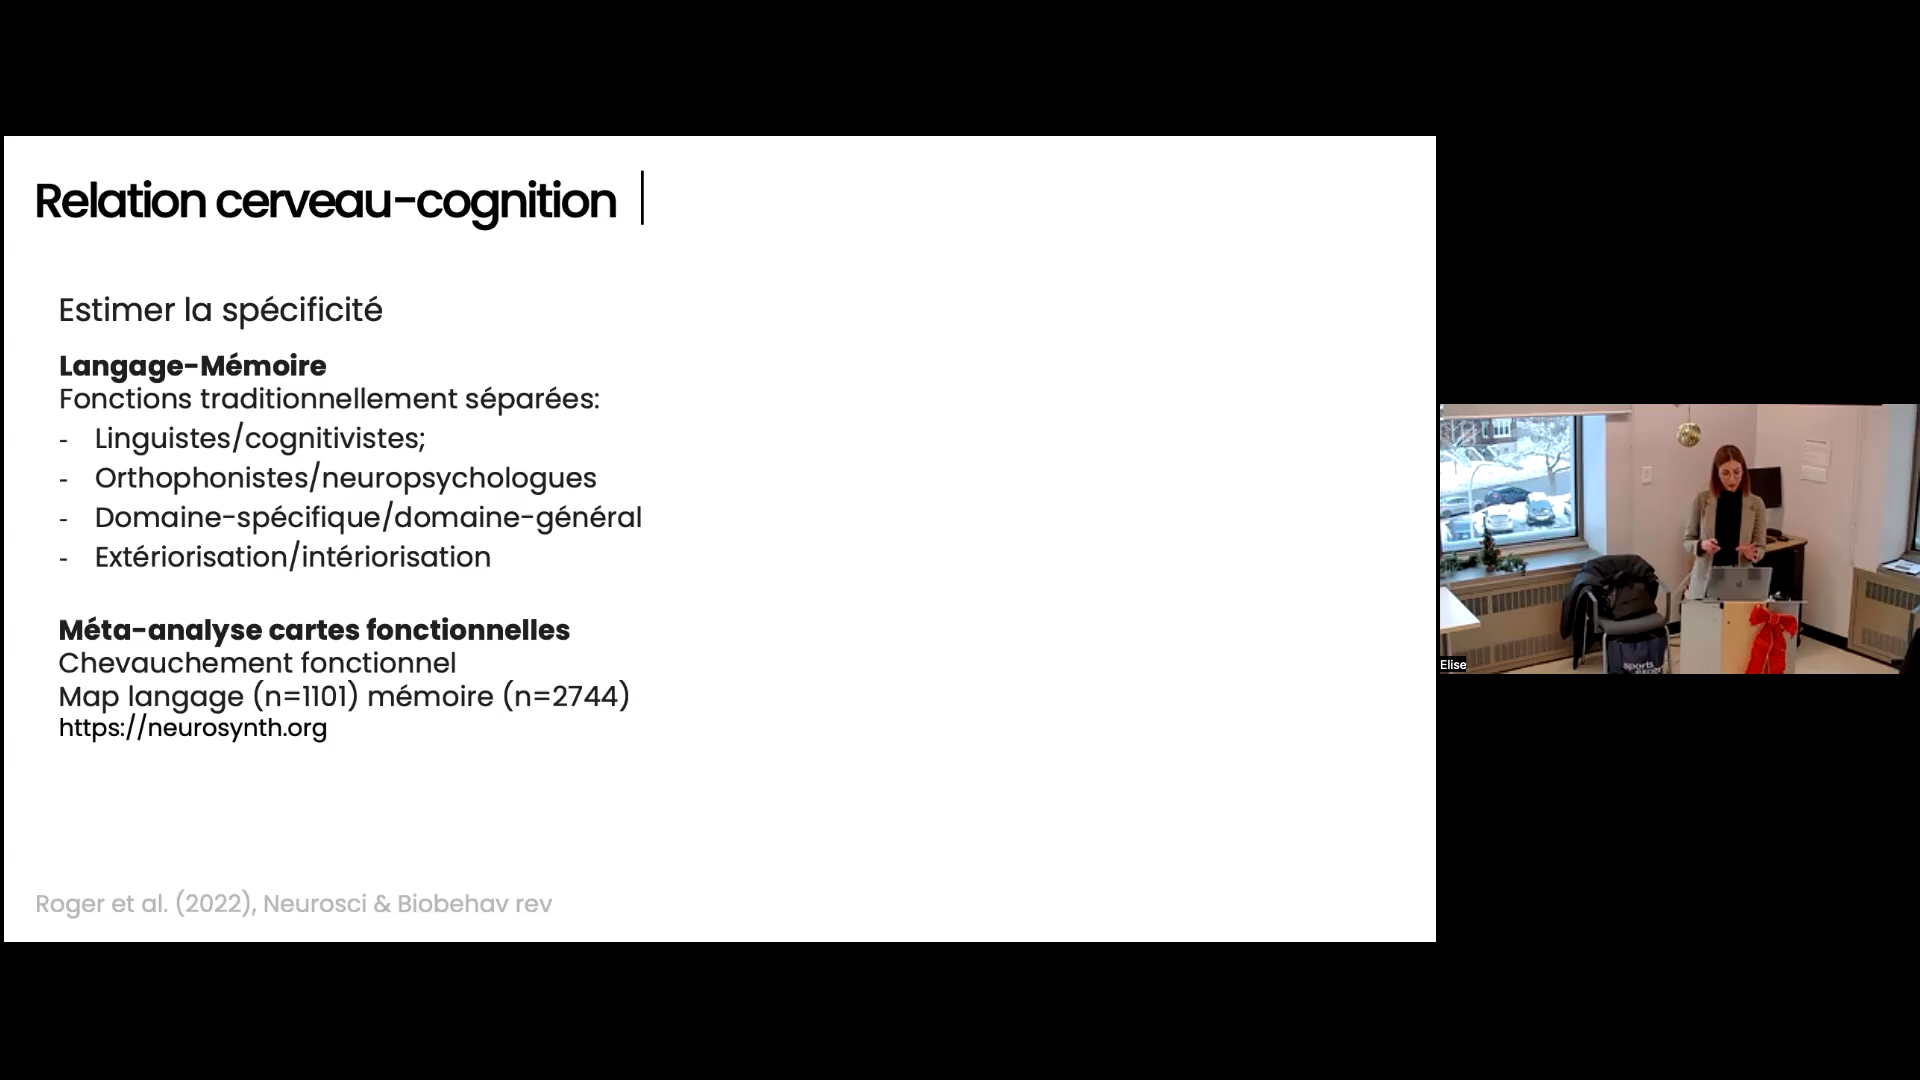 Relation cerveau-cognition
Estimer la spécificité
Langage-Mémoire
Fonctions traditionnellement séparées:
- Linguistes/cognitivistes;
- Orthophonistes/neuropsychologues
- Domaine-spécifique/domaine-général
- Extériorisation/intériorisation
Méta-analyse cartes fonctionnelles
Chevauchement fonctionnel
Map langage (n=1101) mémoire (n=2744)
https://neurosynth.org
Roger et al. (2022), Neurosci & Biobehav rev
Elise
sports